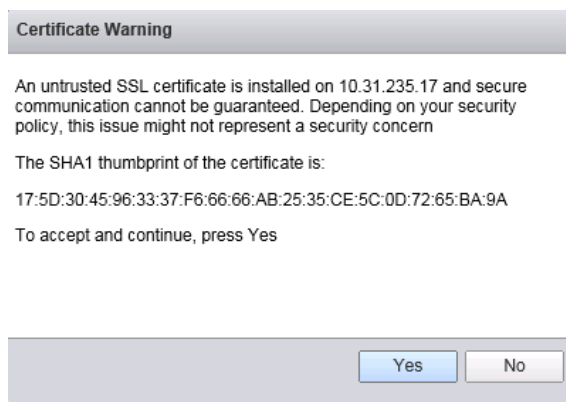 Certificate Warning
An untrusted SSL certificate is installed on 10.31.235.17 and secure
communication cannot be guaranteed. Depending on your security
policy, this issue might not represent a security concern
The SHA1 thumbprint of the certificate is:
17:5D:30:45:96:33:37:F6:66:66:AB:25:35:CE:5C:0D:72:65:BA:9A
To accept and continue, press Yes
Yes
No